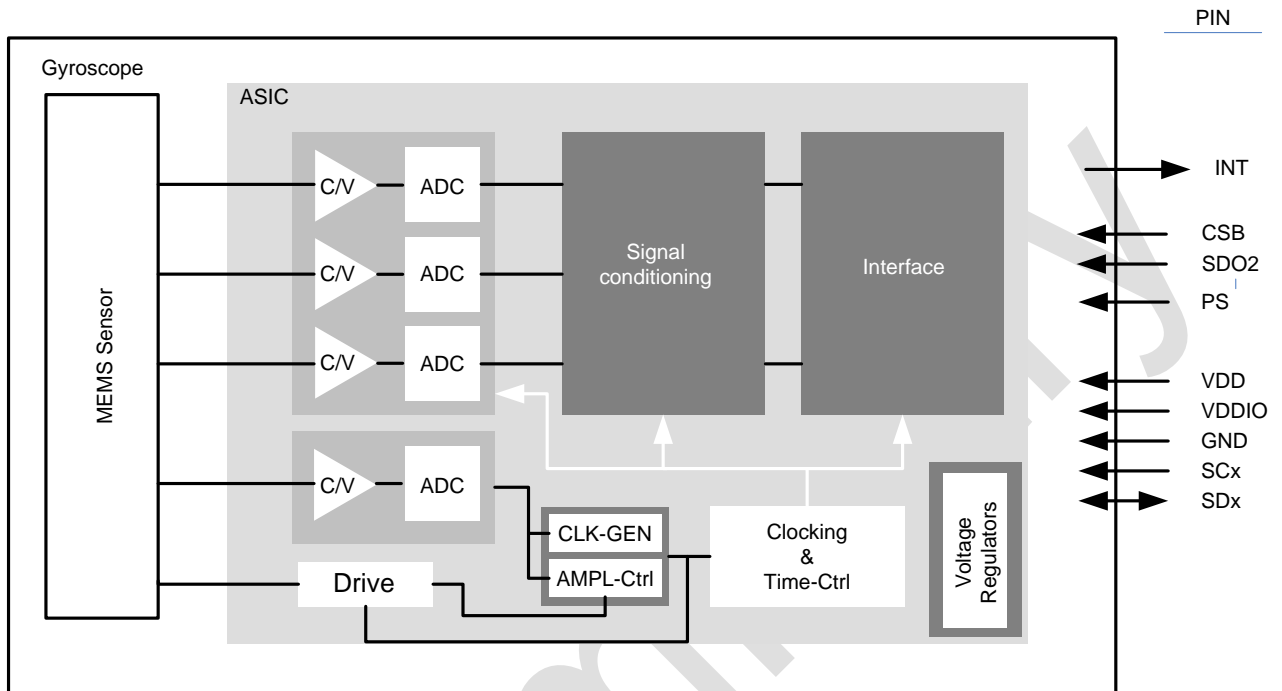 PIN
Gyroscope
ASIC
MEMS Sensor
C/V
ADC
C/V
ADC
C/V
ADC
C/V
ADC
Signal
conditioning
Interface
INT
CSB
SDO2
PS
VDD
VDDIO
GND
SCx
SDx
CLK-GEN
AMPL-Ctrl
Drive
Clocking
&
Time-Ctrl
Voltage
Regulators